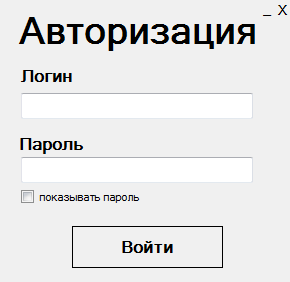 _ X
Авторизация
Логин
Пароль
показывать пароль
Войти